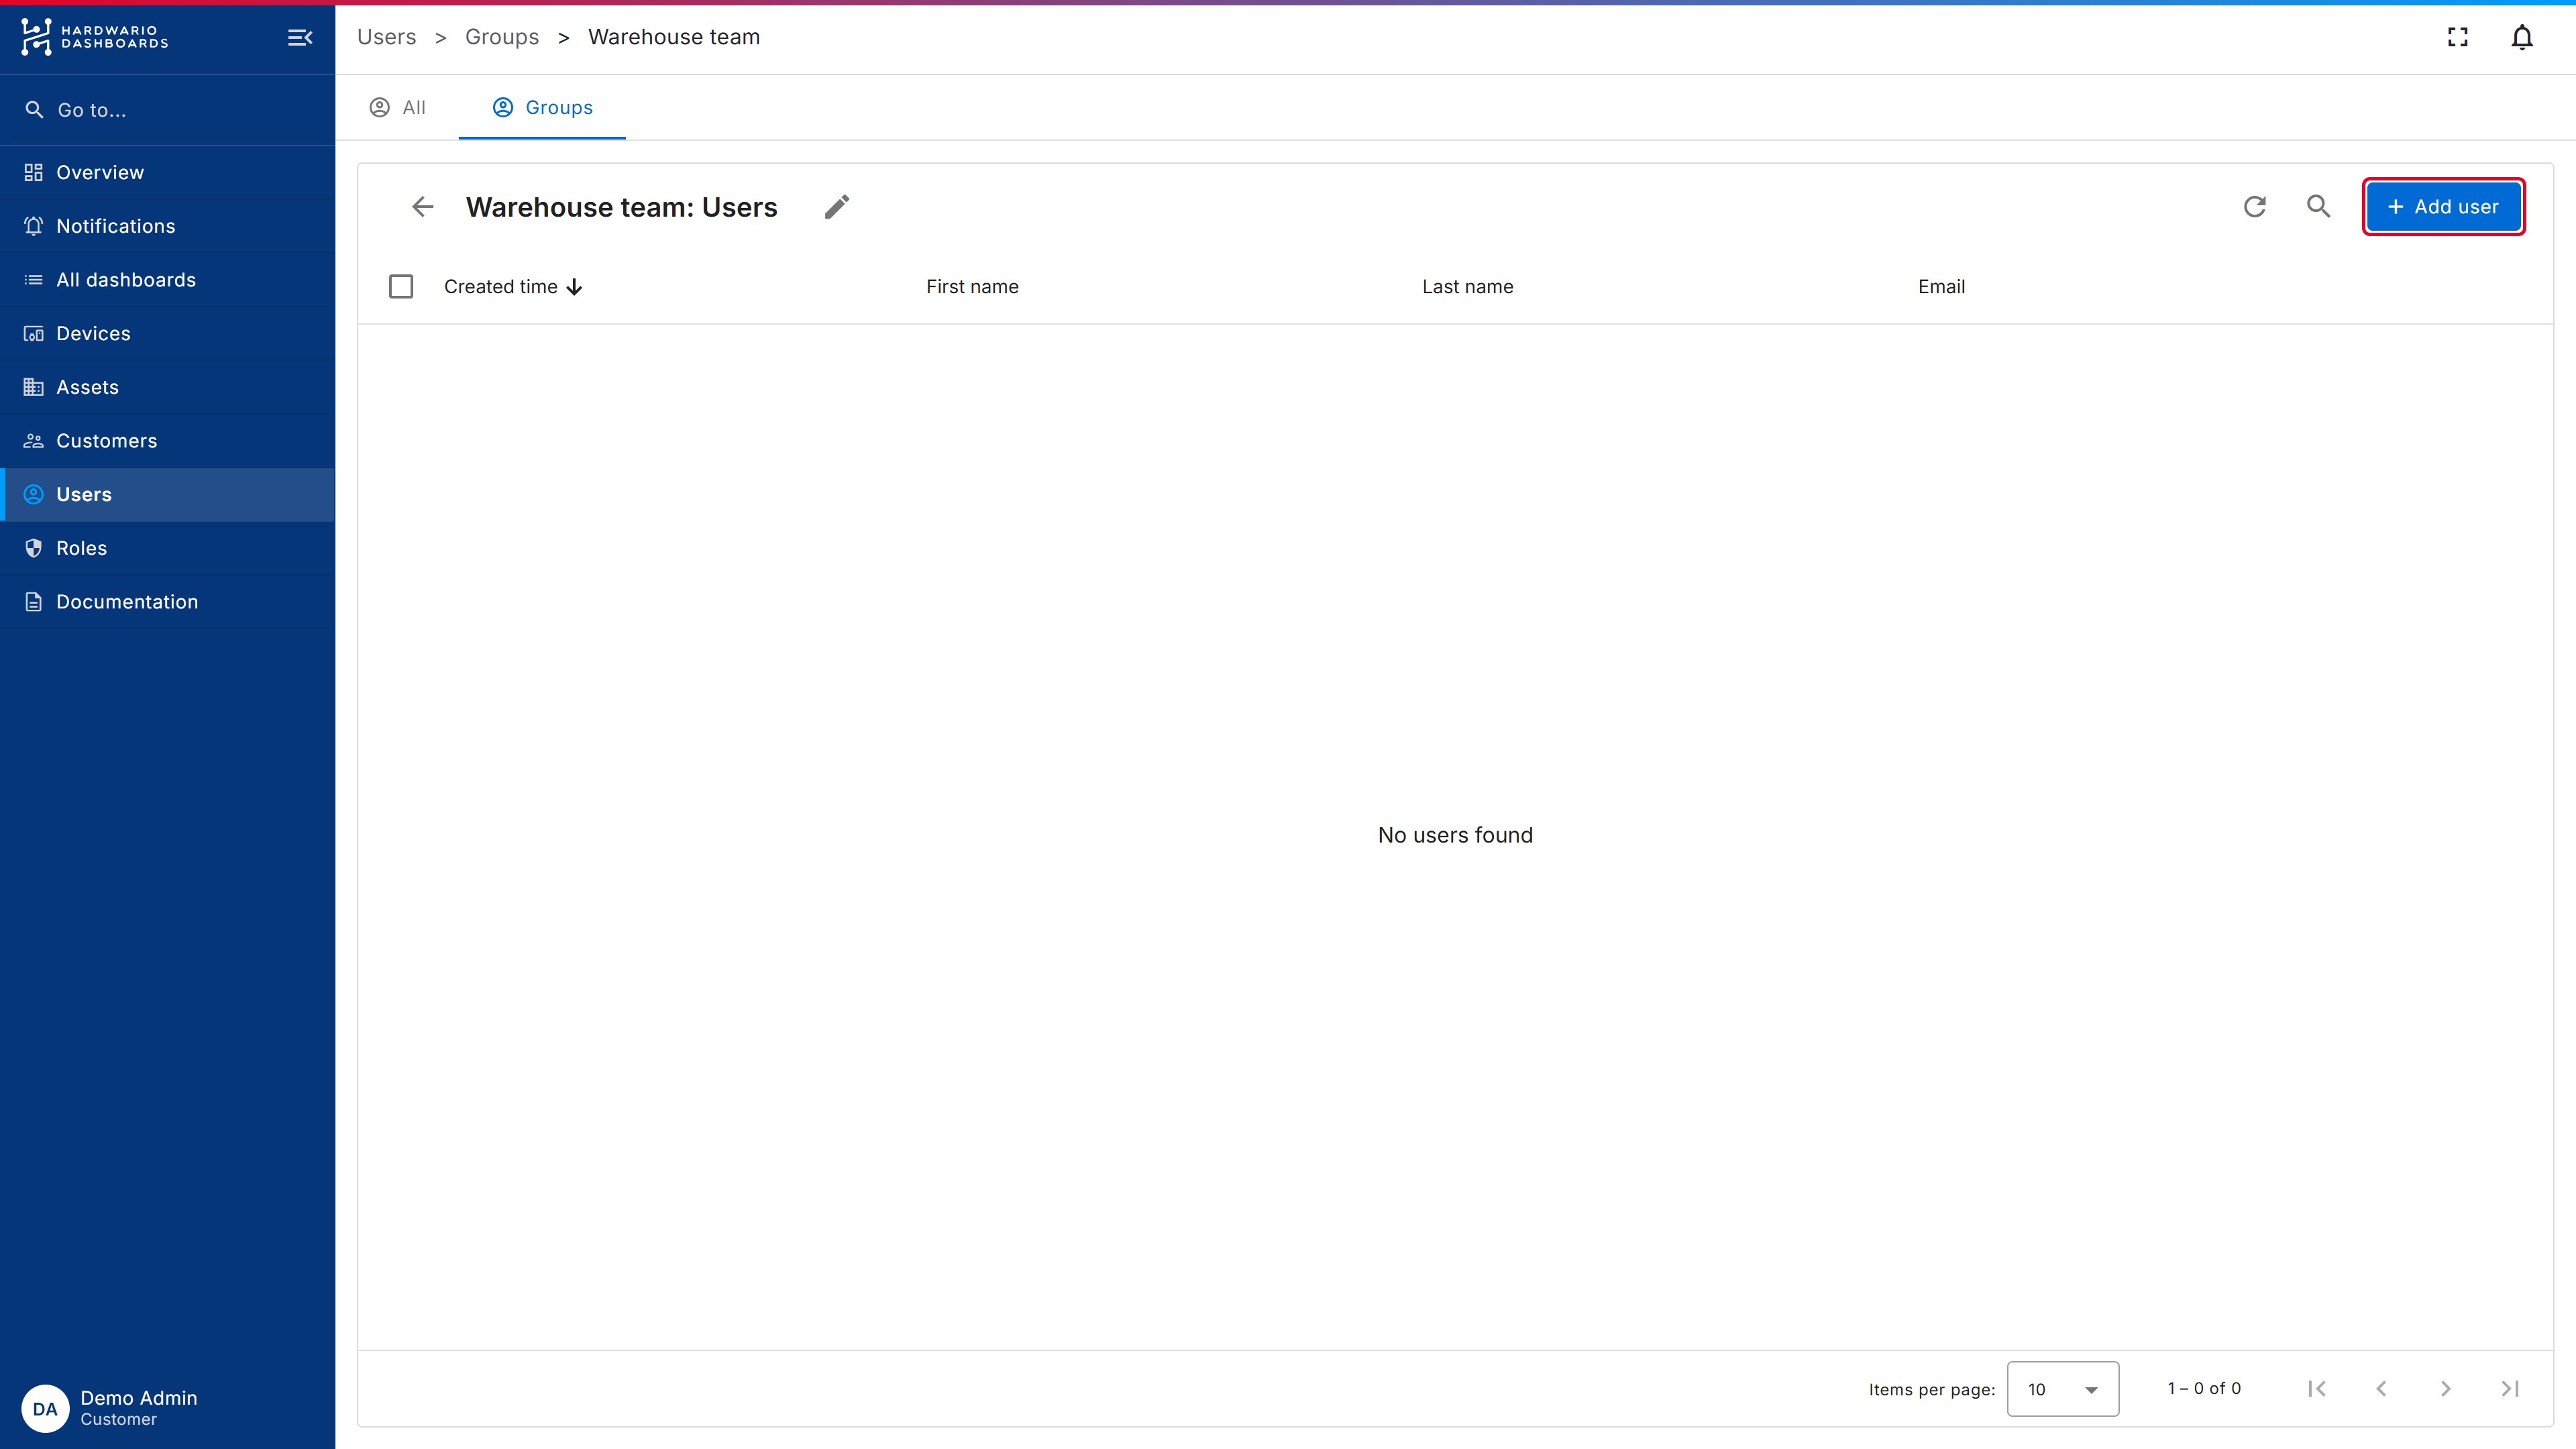 HARDWARIO
DASHBOARDS
Go to...
Overview
Notifications
All dashboards
Devices
Assets
Customers
Users
Roles
Documentation
DA
Demo Admin
Customer
Users > Groups > Warehouse team
All
Groups
Warehouse team: Users
+ Add user
Created time
First name
Last name
Email
No users found
Items per page:
10
1 – 0 of 0